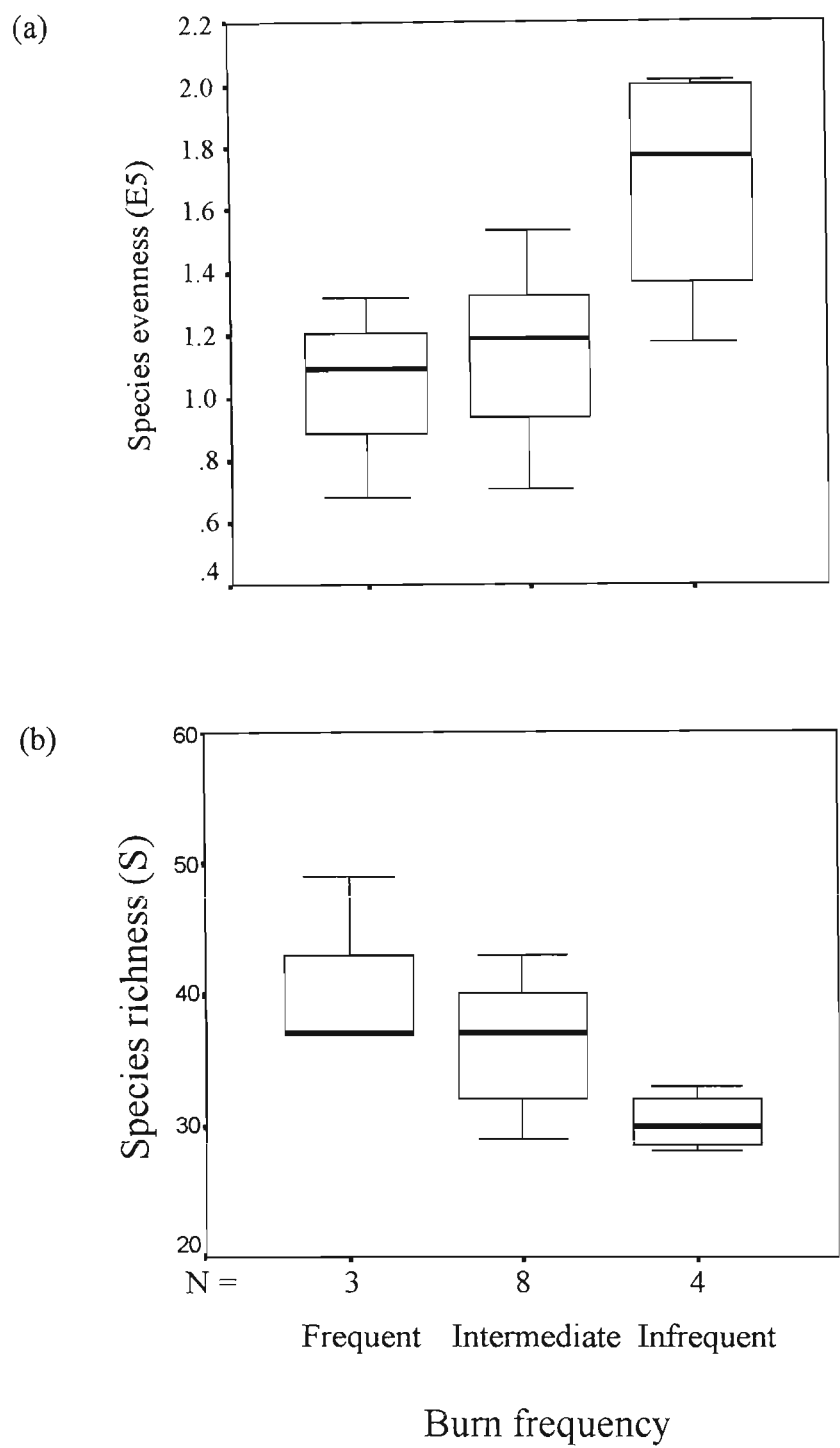 (a)
2.2
2.0
1.8
1.6
1.4
1.2
1.0
.8
.6
.4
Species evenness (E5)
(b)
60
50
40
30
20
Species richness (S)
N = 3 8 4
Frequent Intermediate Infrequent
Burn frequency